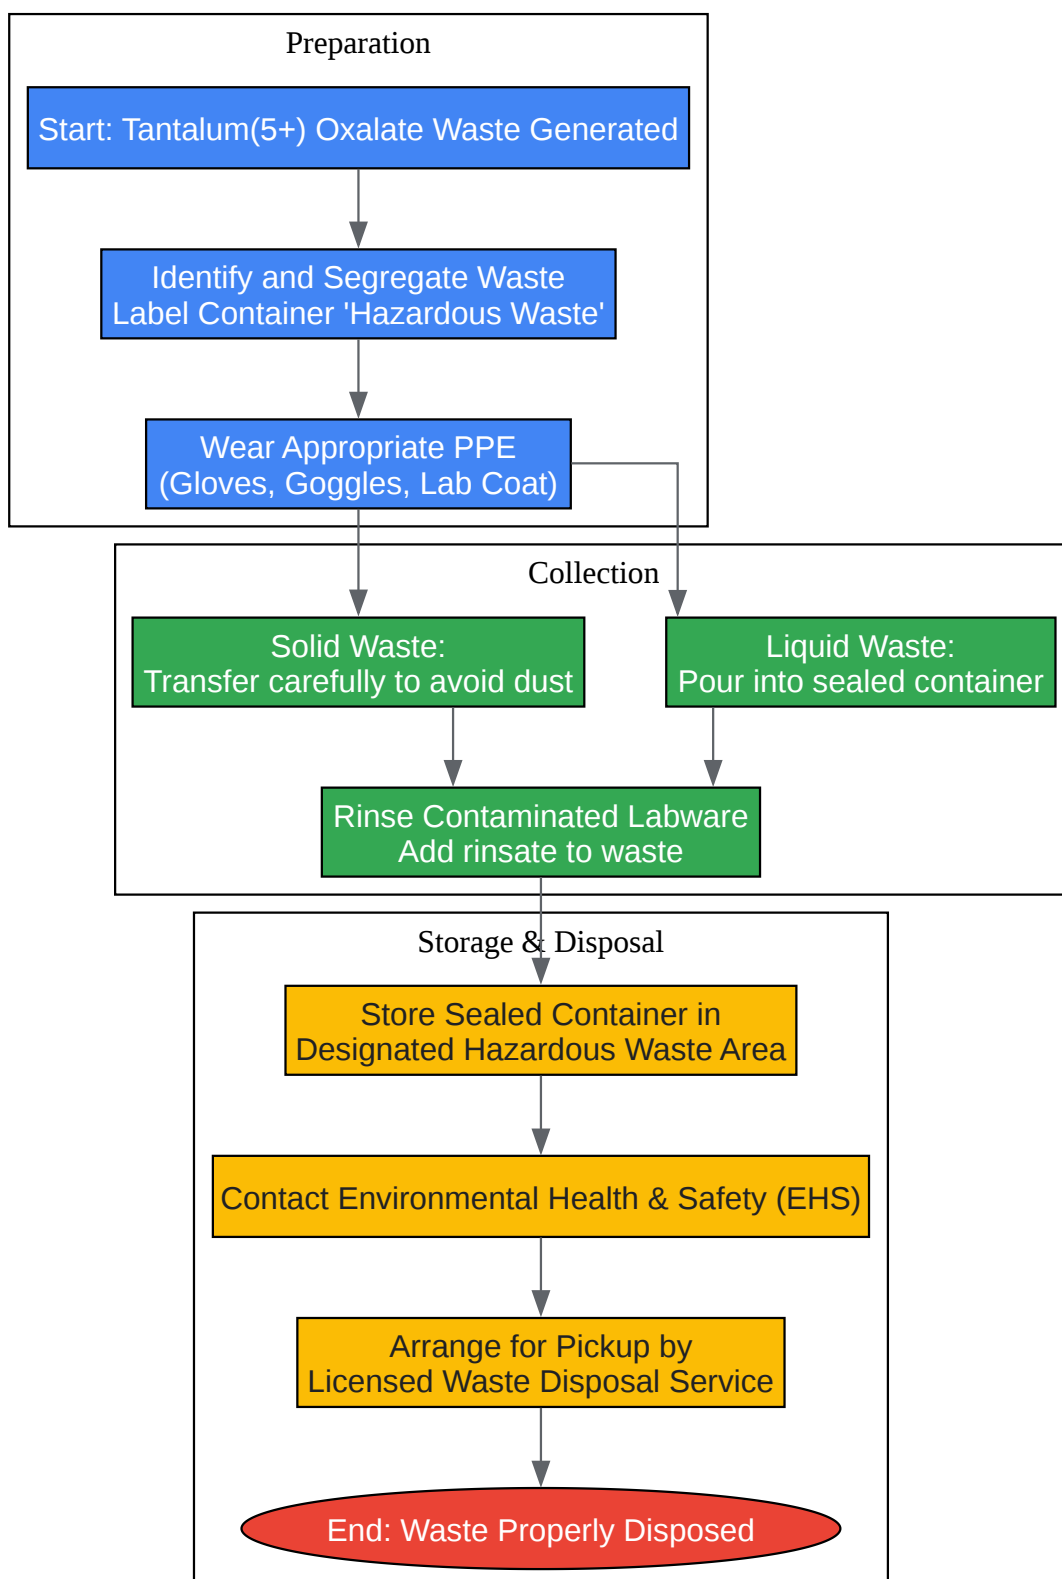 Preparation
Start: Tantalum(5+) Oxalate Waste Generated
Identify and Segregate Waste
Label Container 'Hazardous Waste'
Wear Appropriate PPE
(Gloves, Goggles, Lab Coat)
Collection
Solid Waste:
Transfer carefully to avoid dust
Liquid Waste:
Pour into sealed container
Rinse Contaminated Labware
Add rinsate to waste
Storage & Disposal
Store Sealed Container in
Designated Hazardous Waste Area
Contact Environmental Health & Safety (EHS)
Arrange for Pickup by
Licensed Waste Disposal Service
End: Waste Properly Disposed